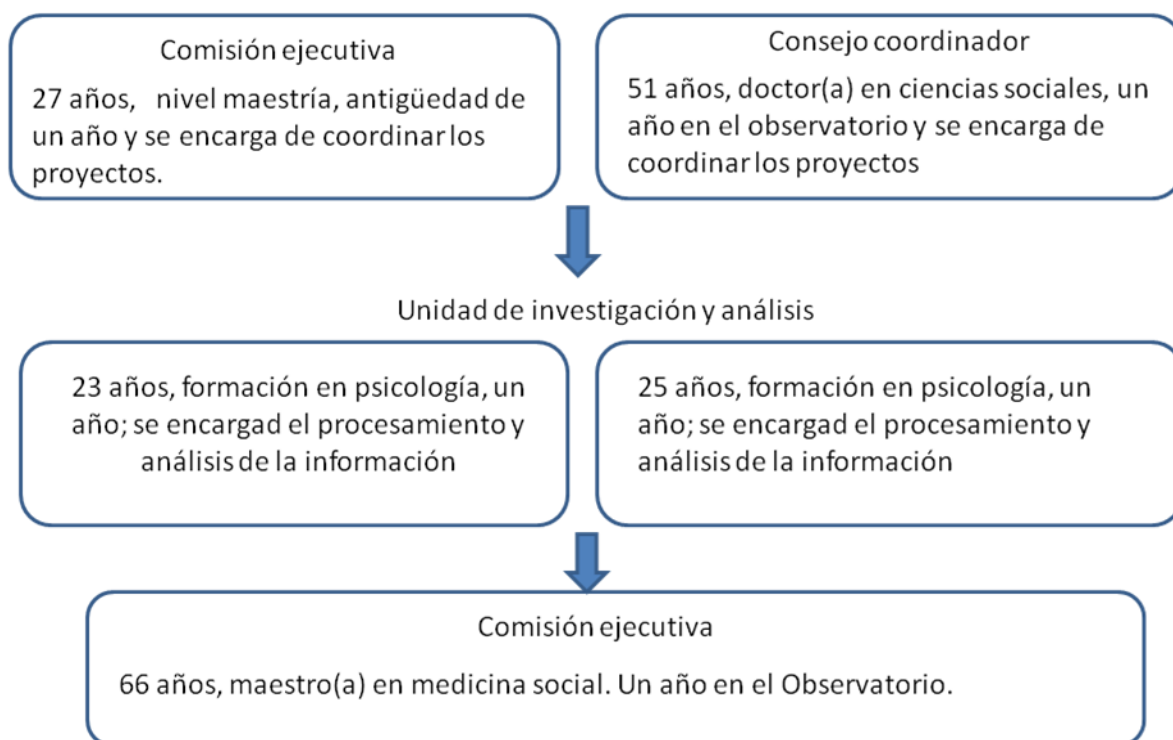 Comisión ejecutiva
27 años, nivel maestría, antigüedad de
un año y se encarga de coordinar los
proyectos.
Consejo coordinador
51 años, doctor(a) en ciencias sociales, un
año en el observatorio y se encarga de
coordinar los proyectos
Unidad de investigación y análisis
23 años, formación en psicología, un
año; se encargad el procesamiento y
análisis de la información
25 años, formación en psicología, un
año; se encargad el procesamiento y
análisis de la información
Comisión ejecutiva
66 años, maestro(a) en medicina social. Un año en el Observatorio.